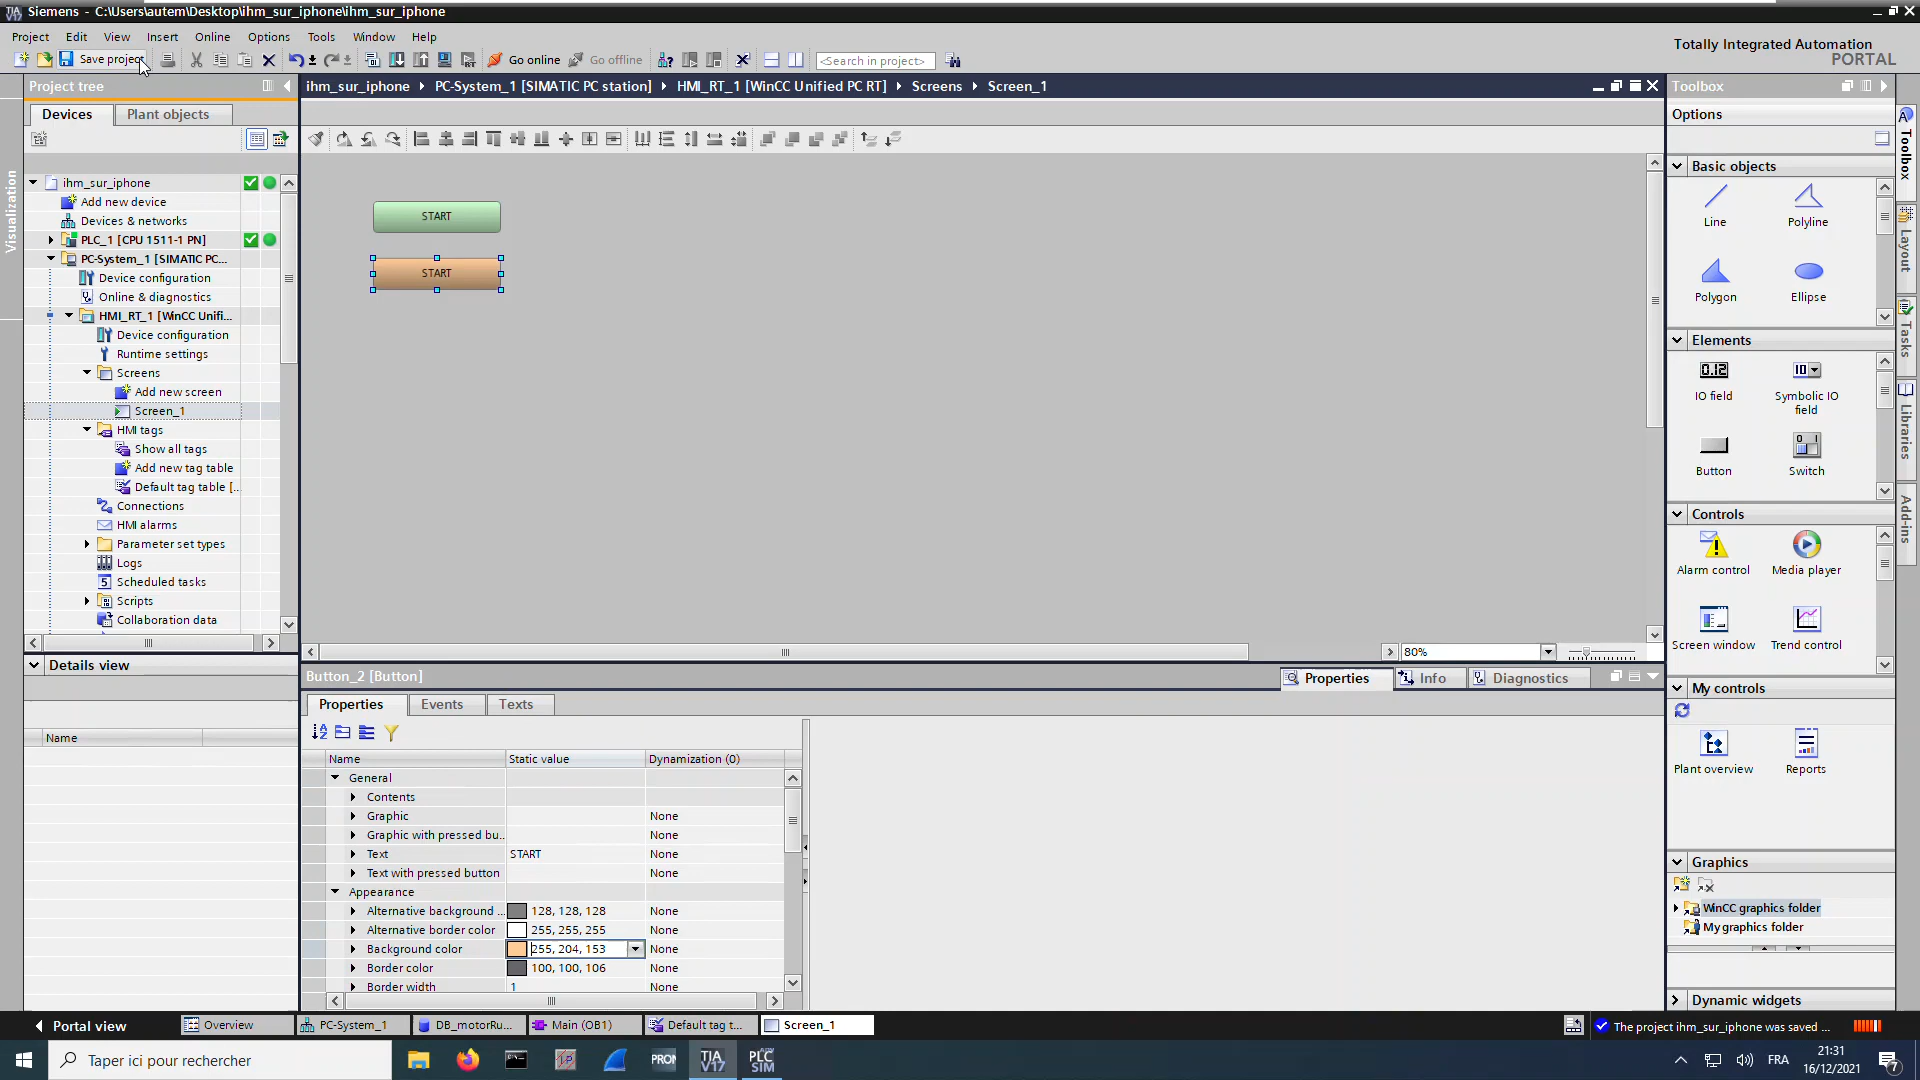 Siemens - C:\Users\autem\Desktop\ihm_sur_iphone\ihm_sur_iphone
Project Edit View Insert Online Options Tools Window Help
Totally Integrated Automation
PORTAL
Save project
Go online
Go offline
<Search in project>
Project tree
Devices
Plant objects
Visualization
ihm_sur_iphone
Add new device
Devices & networks
PLC_1 [CPU 1511-1 PN]
PC-System_1 [SIMATIC PC...
Device configuration
Online & diagnostics
HMI_RT_1 [WinCC Unifi...
Device configuration
Runtime settings
Screens
Add new screen
Screen_1
HMI tags
Show all tags
Add new tag table
Default tag table [...
Connections
HMI alarms
Parameter set types
Logs
Scheduled tasks
Scripts
Collaboration data
Details view
Name
ihm_sur_iphone PC-System_1 [SIMATIC PC station] HMI_RT_1 [WinCC Unified PC RT] Screens Screen_1
START
START
80%
Button_2 [Button]
Properties
Info
Diagnostics
Properties
Events
Texts
Name Static value Dynamization (0)
General
Contents
Graphic None
Graphic with pressed bu... None
Text START None
Text with pressed button None
Appearance
Alternative background ... 128, 128, 128 None
Alternative border color 255, 255, 255 None
Background color 255, 204, 153 None
Border color 100, 100, 106 None
Border width 1 None
Toolbox
Options
Basic objects
Line Polyline
Polygon Ellipse
Elements
0.12 10
IO field Symbolic IO field
Button Switch
Controls
Alarm control Media player
Screen window Trend control
My controls
Plant overview Reports
Graphics
WinCC graphics folder
My graphics folder
Dynamic widgets
Toolbox
Layout
Tasks
Libraries
Add-ins
Portal view
Overview
PC-System_1
DB_motorRu...
Main (OB1)
Default tag t...
Screen_1
The project ihm_sur_iphone was saved ...
Taper ici pour rechercher
PRON
TIA V17
PLC SIM
FRA
21:31
16/12/2021
7